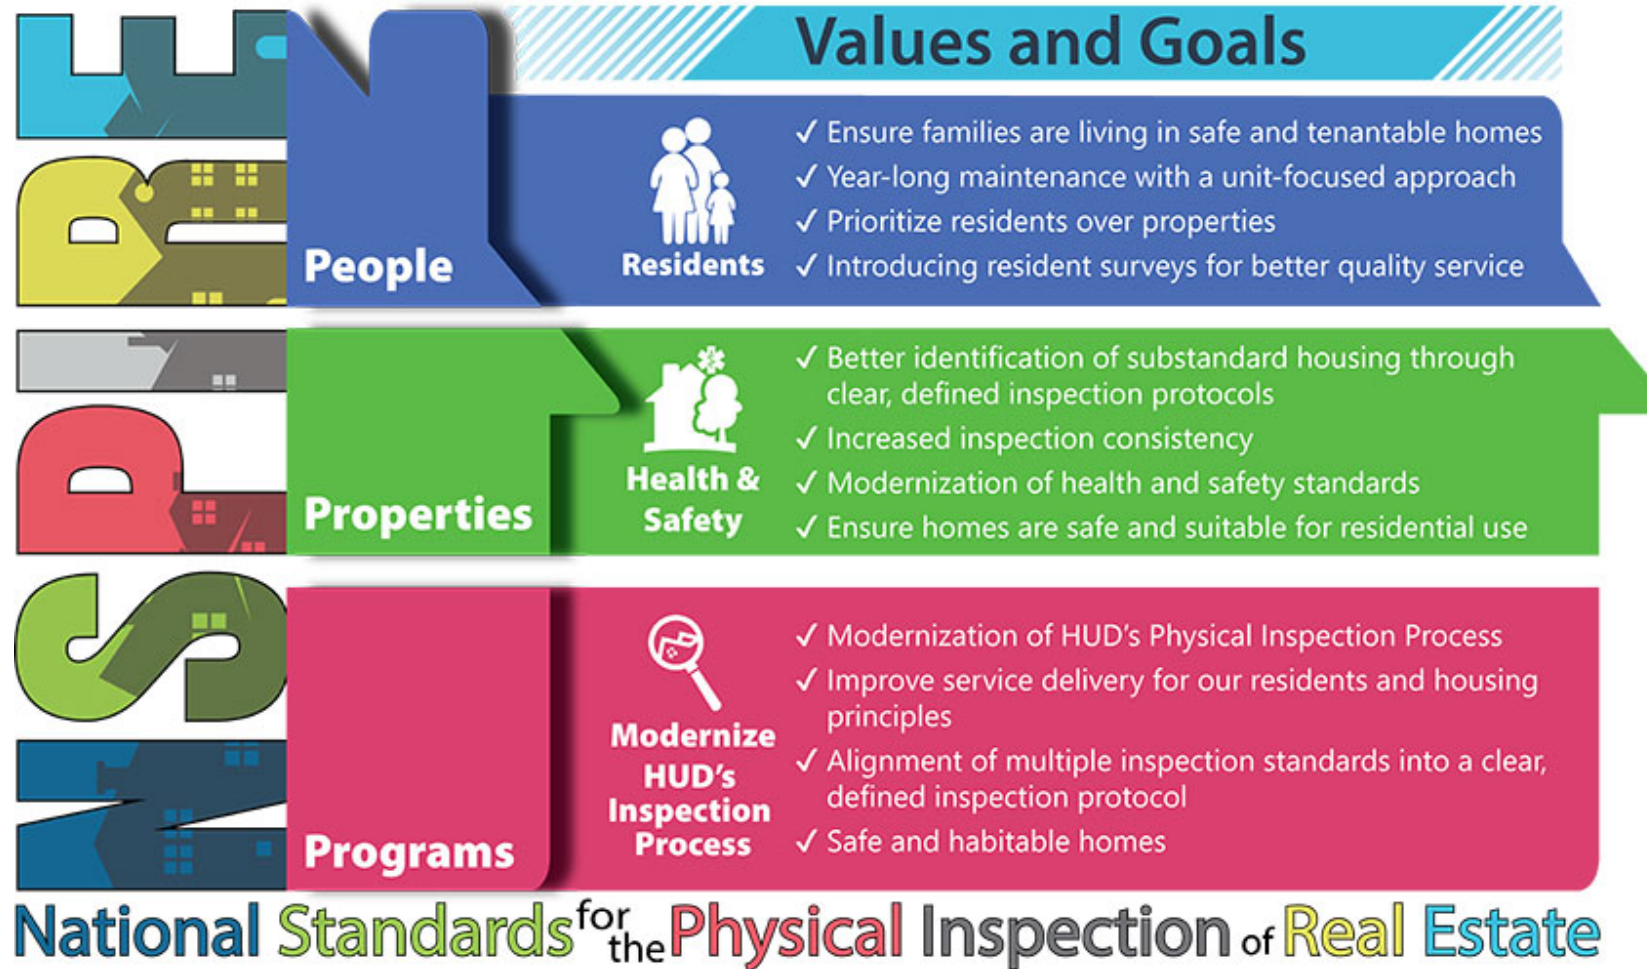 NSPIRE
Values and Goals
People
Residents
✓ Ensure families are living in safe and tenantable homes
✓ Year-long maintenance with a unit-focused approach
✓ Prioritize residents over properties
✓ Introducing resident surveys for better quality service
Properties
Health &
Safety
✓ Better identification of substandard housing through
clear, defined inspection protocols
✓ Increased inspection consistency
✓ Modernization of health and safety standards
✓ Ensure homes are safe and suitable for residential use
Programs
Modernize
HUD's
Inspection
Process
✓ Modernization of HUD's Physical Inspection Process
✓ Improve service delivery for our residents and housing
principles
✓ Alignment of multiple inspection standards into a clear,
defined inspection protocol
✓ Safe and habitable homes
National Standards for the Physical Inspection of Real Estate